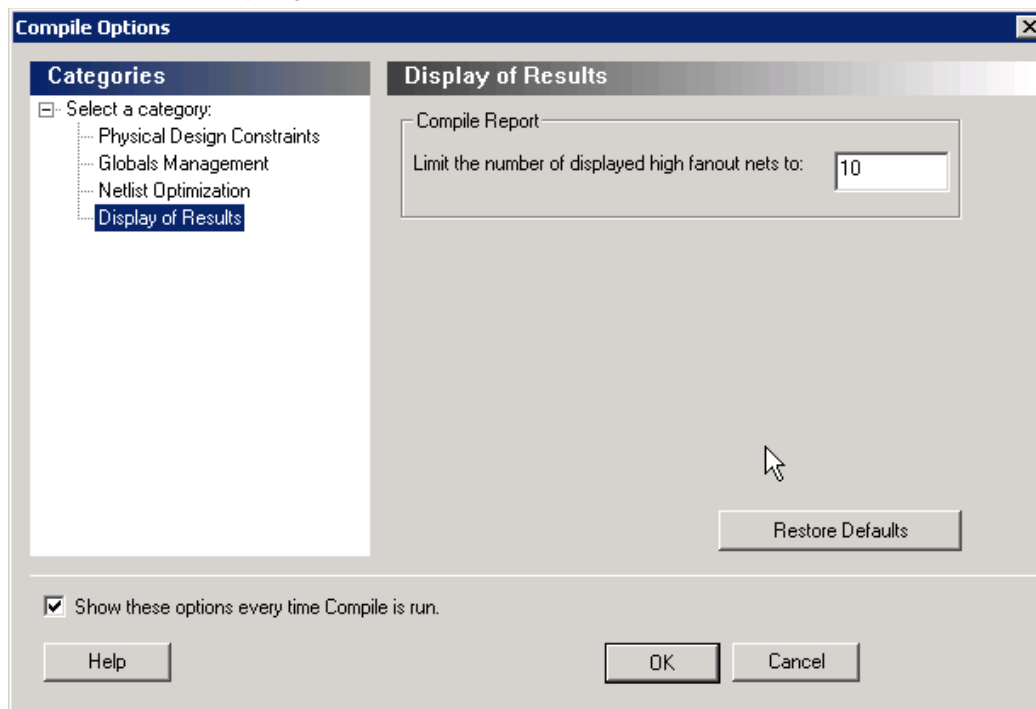 Compile Options
Categories
Select a category:
Physical Design Constraints
Globals Management
Netlist Optimization
Display of Results
Display of Results
Compile Report
Limit the number of displayed high fanout nets to:
10
Restore Defaults
Show these options every time Compile is run.
Help
OK
Cancel